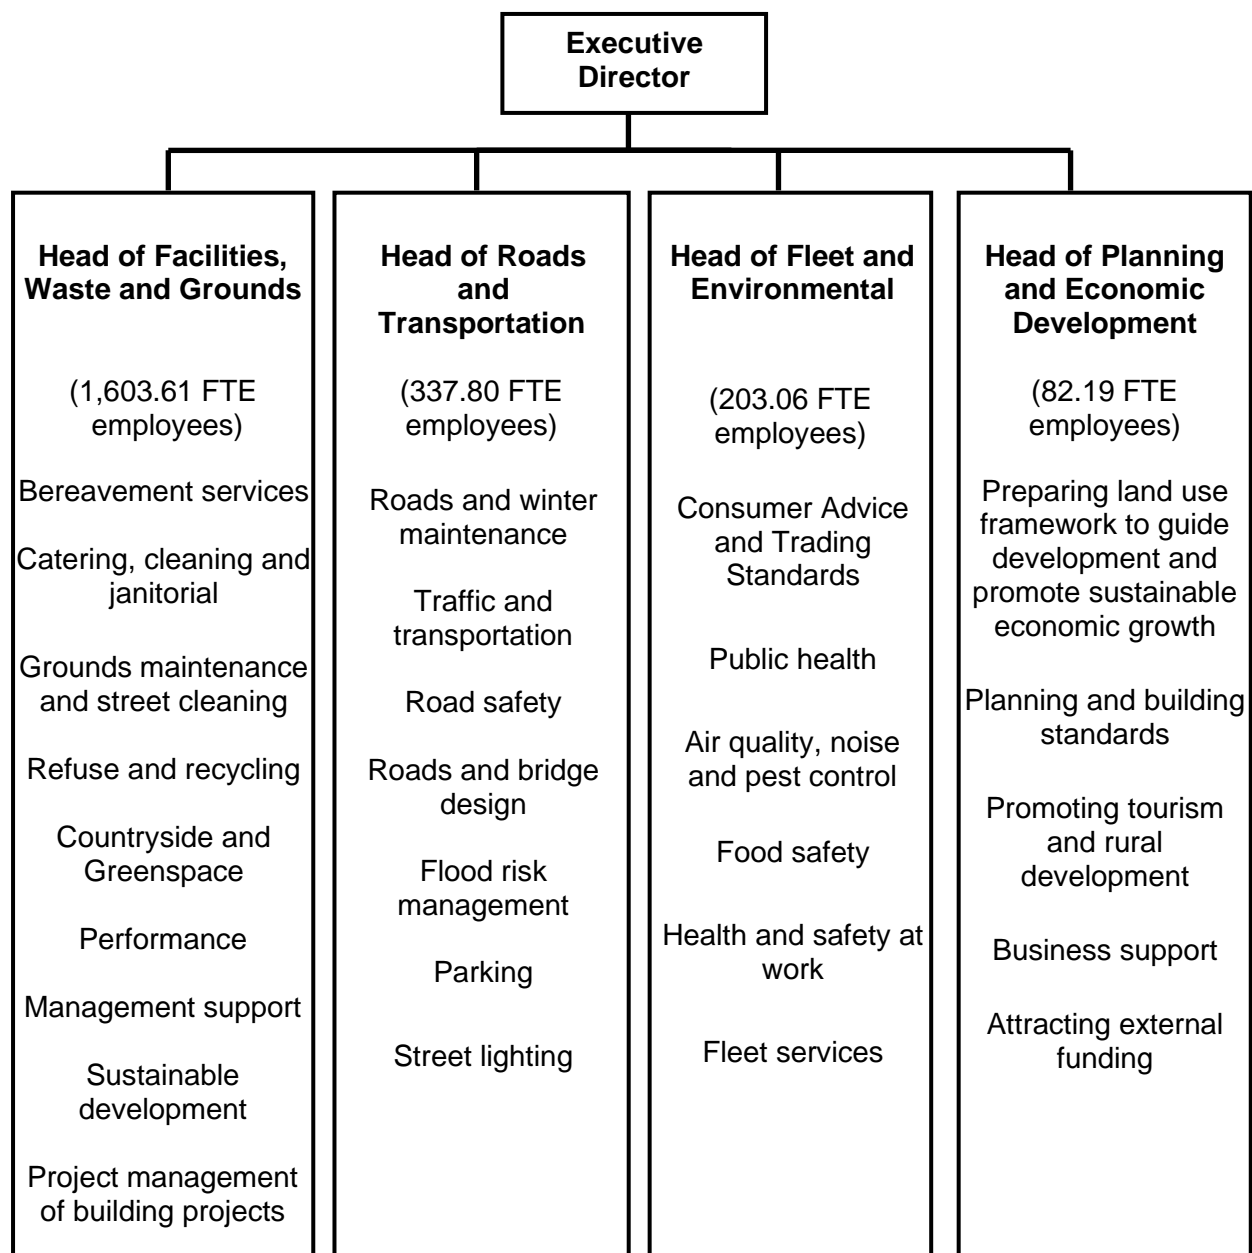 Executive
Director
Head of Facilities,
Waste and Grounds
(1,603.61 FTE
employees)
Bereavement services
Catering, cleaning and
janitorial
Grounds maintenance
and street cleaning
Refuse and recycling
Countryside and
Greenspace
Performance
Management support
Sustainable
development
Project management
of building projects
Head of Roads
and
Transportation
(337.80 FTE
employees)
Roads and winter
maintenance
Traffic and
transportation
Road safety
Roads and bridge
design
Flood risk
management
Parking
Street lighting
Head of Fleet and
Environmental
(203.06 FTE
employees)
Consumer Advice
and Trading
Standards
Public health
Air quality, noise
and pest control
Food safety
Health and safety at
work
Fleet services
Head of Planning
and Economic
Development
(82.19 FTE
employees)
Preparing land use
framework to guide
development and
promote sustainable
economic growth
Planning and building
standards
Promoting tourism
and rural
development
Business support
Attracting external
funding